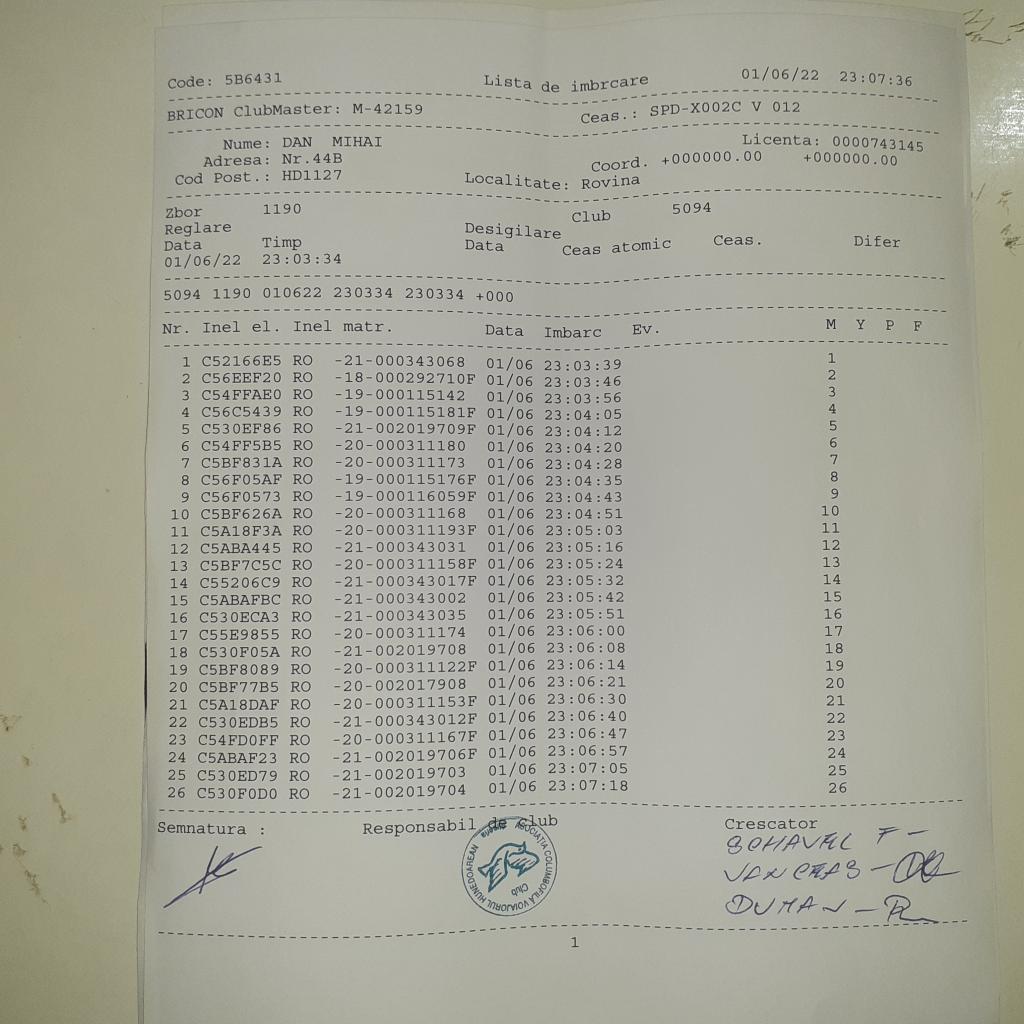 Code: 5B6431 Lista de imbrcare 01/06/22 23:07:36
BRICON ClubMaster: M-42159 Ceas.: SPD-X002C V 012
Nume: DAN MIHAI Licenta: 0000743145
Adresa: Nr.44B Coord. +000000.00 +000000.00
Cod Post.: HD1127 Localitate: Rovina
Zbor 1190 Club 5094
Reglare Desigilare
Data Timp Data Ceas atomic Ceas. Difer
01/06/22 23:03:34
5094 1190 010622 230334 230334 +000
Nr. Inel el. Inel matr. Data Imbarc Ev. M Y P F
1 C52166E5 RO -21-000343068 01/06 23:03:39 1
2 C56EEF20 RO -18-000292710F 01/06 23:03:46 2
3 C54FFAE0 RO -19-000115142 01/06 23:03:56 3
4 C56C5439 RO -19-000115181F 01/06 23:04:05 4
5 C530EF86 RO -21-002019709F 01/06 23:04:12 5
6 C54FF5B5 RO -20-000311180 01/06 23:04:20 6
7 C5BF831A RO -20-000311173 01/06 23:04:28 7
8 C56F05AF RO -19-000115176F 01/06 23:04:35 8
9 C56F0573 RO -19-000116059F 01/06 23:04:43 9
10 C5BF626A RO -20-000311168 01/06 23:04:51 10
11 C5A18F3A RO -20-000311193F 01/06 23:05:03 11
12 C5ABA445 RO -21-000343031 01/06 23:05:16 12
13 C5BF7C5C RO -20-000311158F 01/06 23:05:24 13
14 C55206C9 RO -21-000343017F 01/06 23:05:32 14
15 C5ABAFBC RO -21-000343002 01/06 23:05:42 15
16 C530ECA3 RO -21-000343035 01/06 23:05:51 16
17 C55E9855 RO -20-000311174 01/06 23:06:00 17
18 C530F05A RO -21-002019708 01/06 23:06:08 18
19 C5BF8089 RO -20-000311122F 01/06 23:06:14 19
20 C5BF77B5 RO -20-002017908 01/06 23:06:21 20
21 C5A18DAF RO -20-000311153F 01/06 23:06:30 21
22 C530EDB5 RO -21-000343012F 01/06 23:06:40 22
23 C54FD0FF RO -20-000311167F 01/06 23:06:47 23
24 C5ABAF23 RO -21-002019706F 01/06 23:06:57 24
25 C530ED79 RO -21-002019703 01/06 23:07:05 25
26 C530F0D0 RO -21-002019704 01/06 23:07:18 26
Semnatura : Responsabil de club Crescator
ASOCIATIA COLUMBOFILA VOIAJORUL HUNEDOAREAN
Club
SCHAVEL F -
VANCEAS -
DUMAN -
1